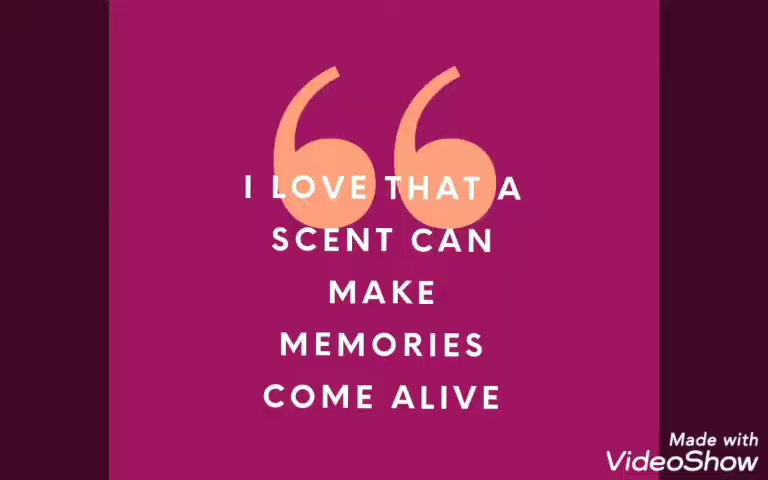 I LOVE THAT A
SCENT CAN
MAKE
MEMORIES
COME ALIVE
Made with
VideoShow